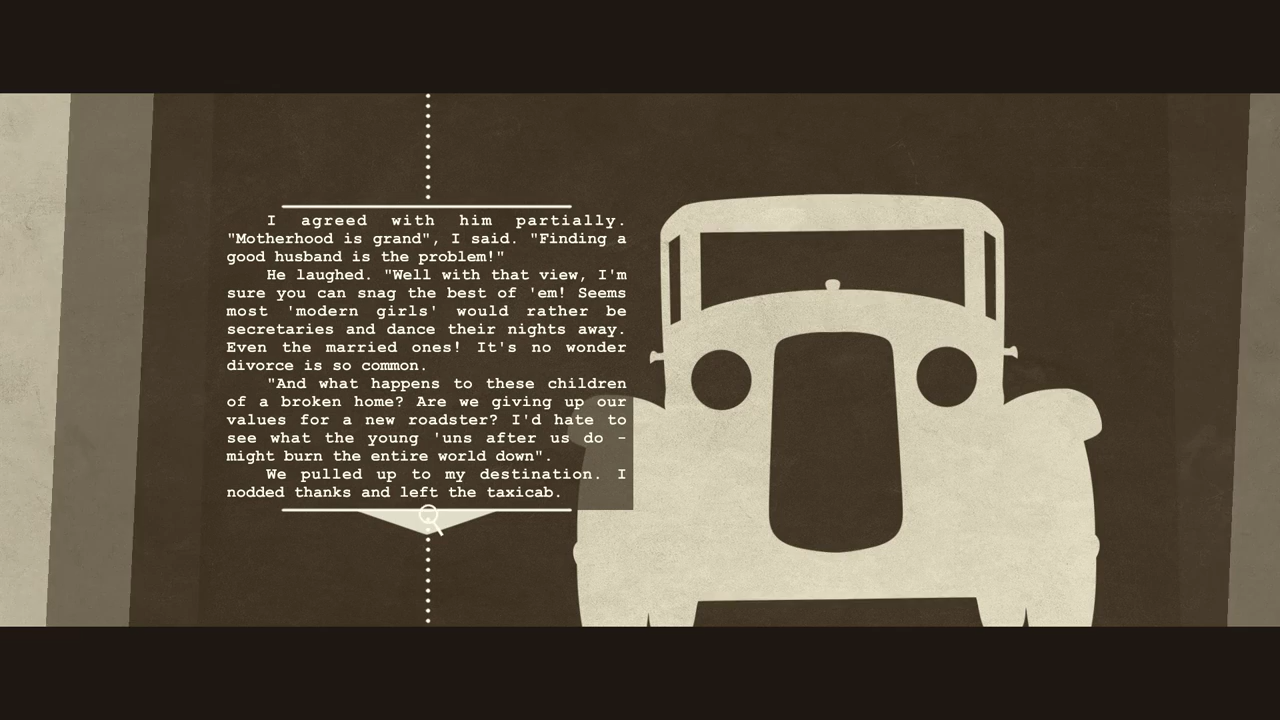 I agreed with him partially.
"Motherhood is grand", I said. "Finding a
good husband is the problem!"
He laughed. "Well with that view, I'm
sure you can snag the best of 'em! Seems
most 'modern girls' would rather be
secretaries and dance their nights away.
Even the married ones! It's no wonder
divorce is so common.
"And what happens to these children
of a broken home? Are we giving up our
values for a new roadster? I'd hate to
see what the young 'uns after us do -
might burn the entire world down".
We pulled up to my destination. I
nodded thanks and left the taxicab.